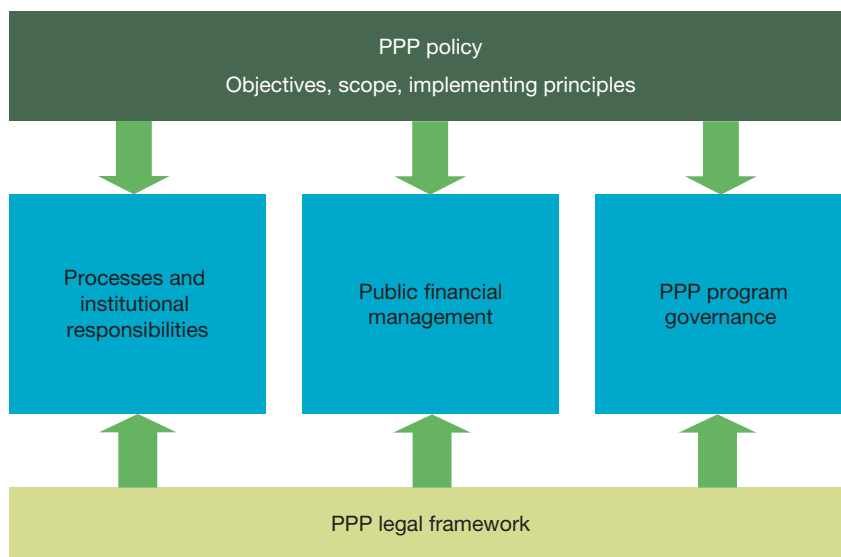 PPP policy
Objectives, scope, implementing principles
Processes and
institutional
responsibilities
Public financial
management
PPP program
governance
PPP legal framework